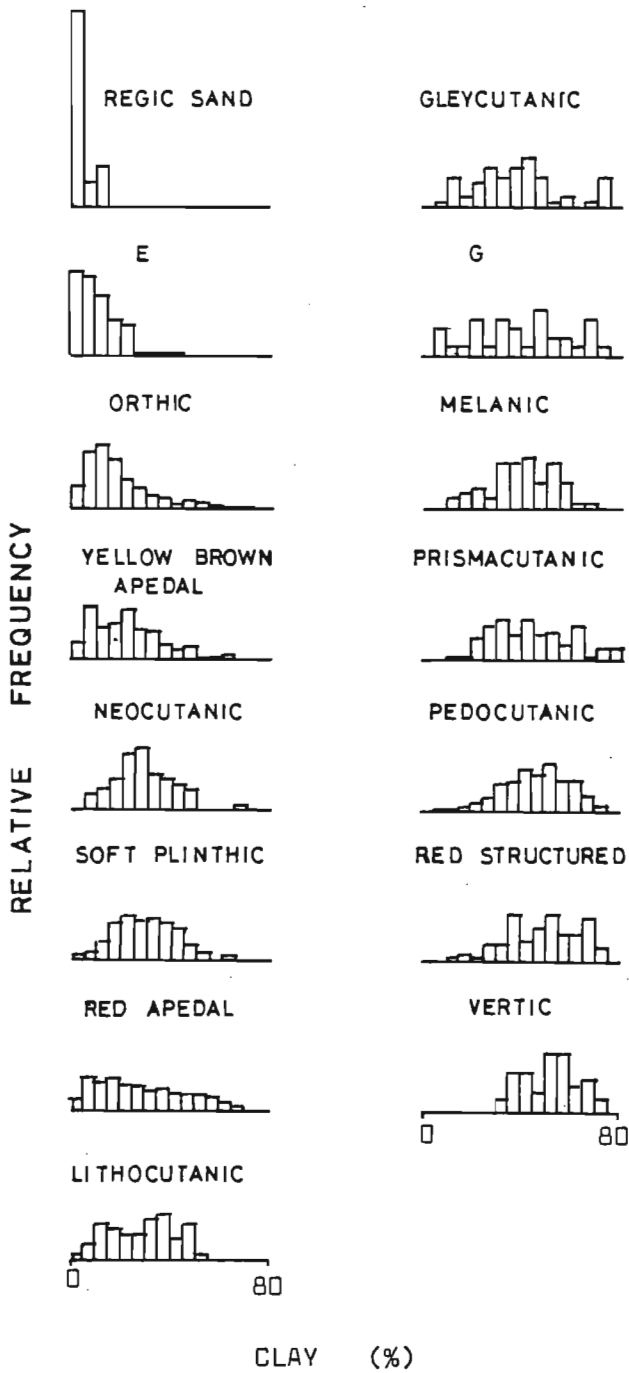 REGIC SAND
GLEYCUTANIC
E
G
ORTHIC
MELANIC
YELLOW BROWN
APEDAL
PRISMACUTANIC
NEOCUTANIC
PEDOCUTANIC
SOFT PLINTHIC
RED STRUCTURED
RED APEDAL
VERTIC
0
80
LITHOCUTANIC
0
80
RELATIVE FREQUENCY
CLAY (%)